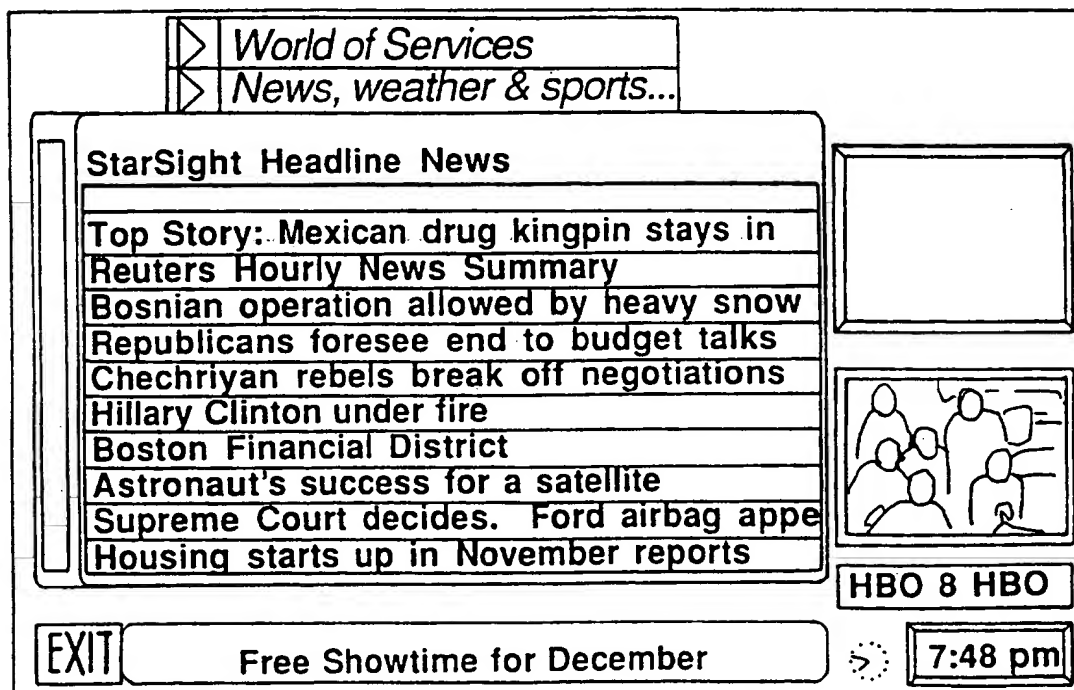 World of Services
News, weather & sports...
StarSight Headline News
Top Story: Mexican drug kingpin stays in
Reuters Hourly News Summary
Bosnian operation allowed by heavy snow
Republicans foresee end to budget talks
Chechriyan rebels break off negotiations
Hillary Clinton under fire
Boston Financial District
Astronaut's success for a satellite
Supreme Court decides. Ford airbag appe
Housing starts up in November reports
HBO 8 HBO
EXIT
Free Showtime for December
7:48 pm